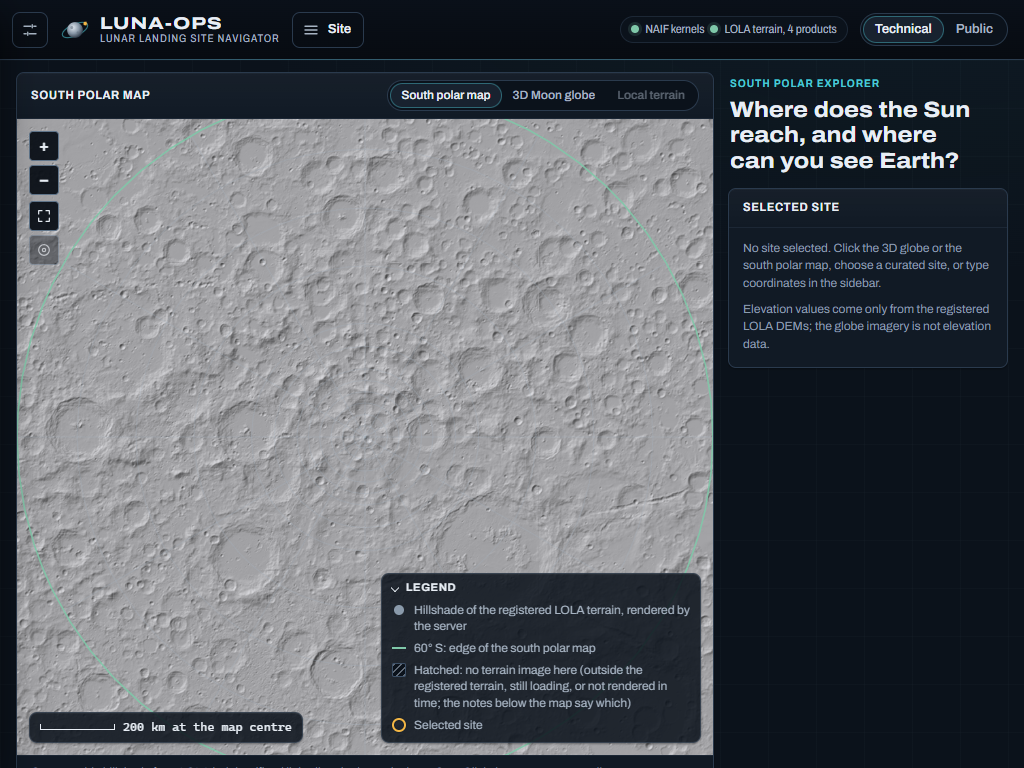 LUNA-OPS
LUNAR LANDING SITE NAVIGATOR
Site
NAIF kernels
LOLA terrain, 4 products
Technical
Public
SOUTH POLAR MAP
South polar map
3D Moon globe
Local terrain
+
−
LEGEND
Hillshade of the registered LOLA terrain, rendered by
the server
60° S: edge of the south polar map
Hatched: no terrain image here (outside the
registered terrain, still loading, or not rendered in
time; the notes below the map say which)
Selected site
200 km at the map centre
SOUTH POLAR EXPLORER
Where does the Sun
reach, and where
can you see Earth?
SELECTED SITE
No site selected. Click the 3D globe or the
south polar map, choose a curated site, or type
coordinates in the sidebar.
Elevation values come only from the registered
LOLA DEMs; the globe imagery is not elevation
data.